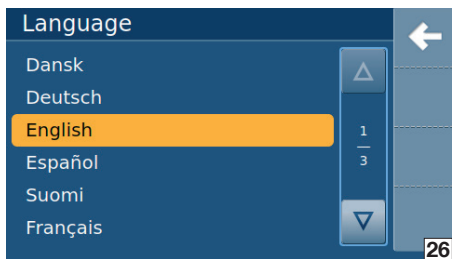 Language
Dansk
Deutsch
English
Español
Suomi
Français
1
3
26